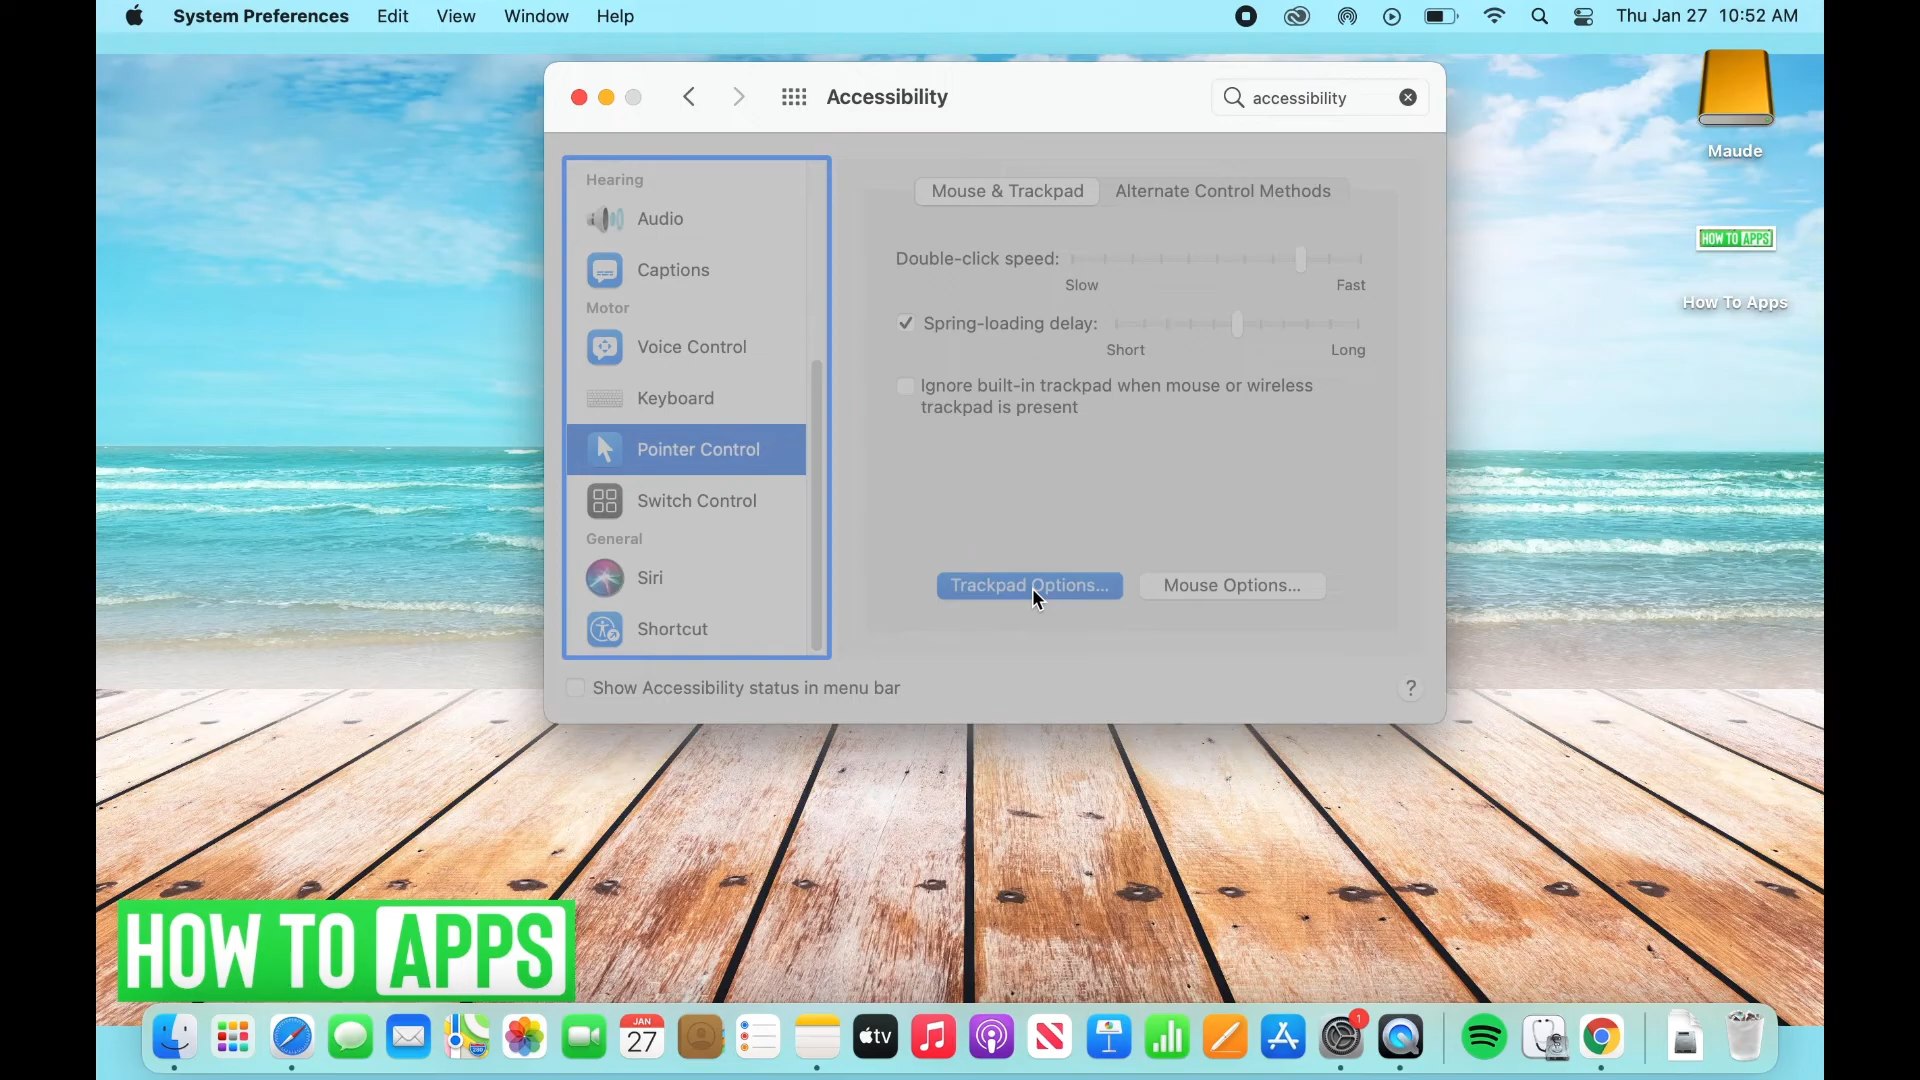 System Preferences Edit View Window Help
Thu Jan 27 10:52 AM
Accessibility
accessibility
Hearing
Audio
Captions
Motor
Voice Control
Keyboard
Pointer Control
Switch Control
General
Siri
Shortcut
Mouse & Trackpad
Alternate Control Methods
Double-click speed:
Slow
Fast
Spring-loading delay:
Short
Long
Ignore built-in trackpad when mouse or wireless
trackpad is present
Trackpad Options...
Mouse Options...
Show Accessibility status in menu bar
?
Maude
HOW TO APPS
How To Apps
HOW TO APPS
JAN
27
tv
1